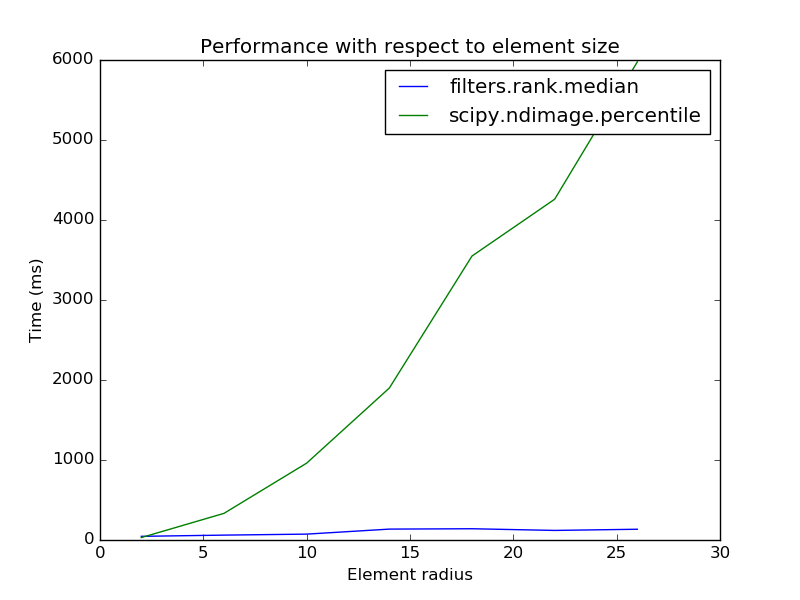 Performance with respect to element size
filters.rank.median
scipy.ndimage.percentile
6000
5000
4000
3000
2000
1000
0
Time (ms)
0 5 10 15 20 25 30
Element radius